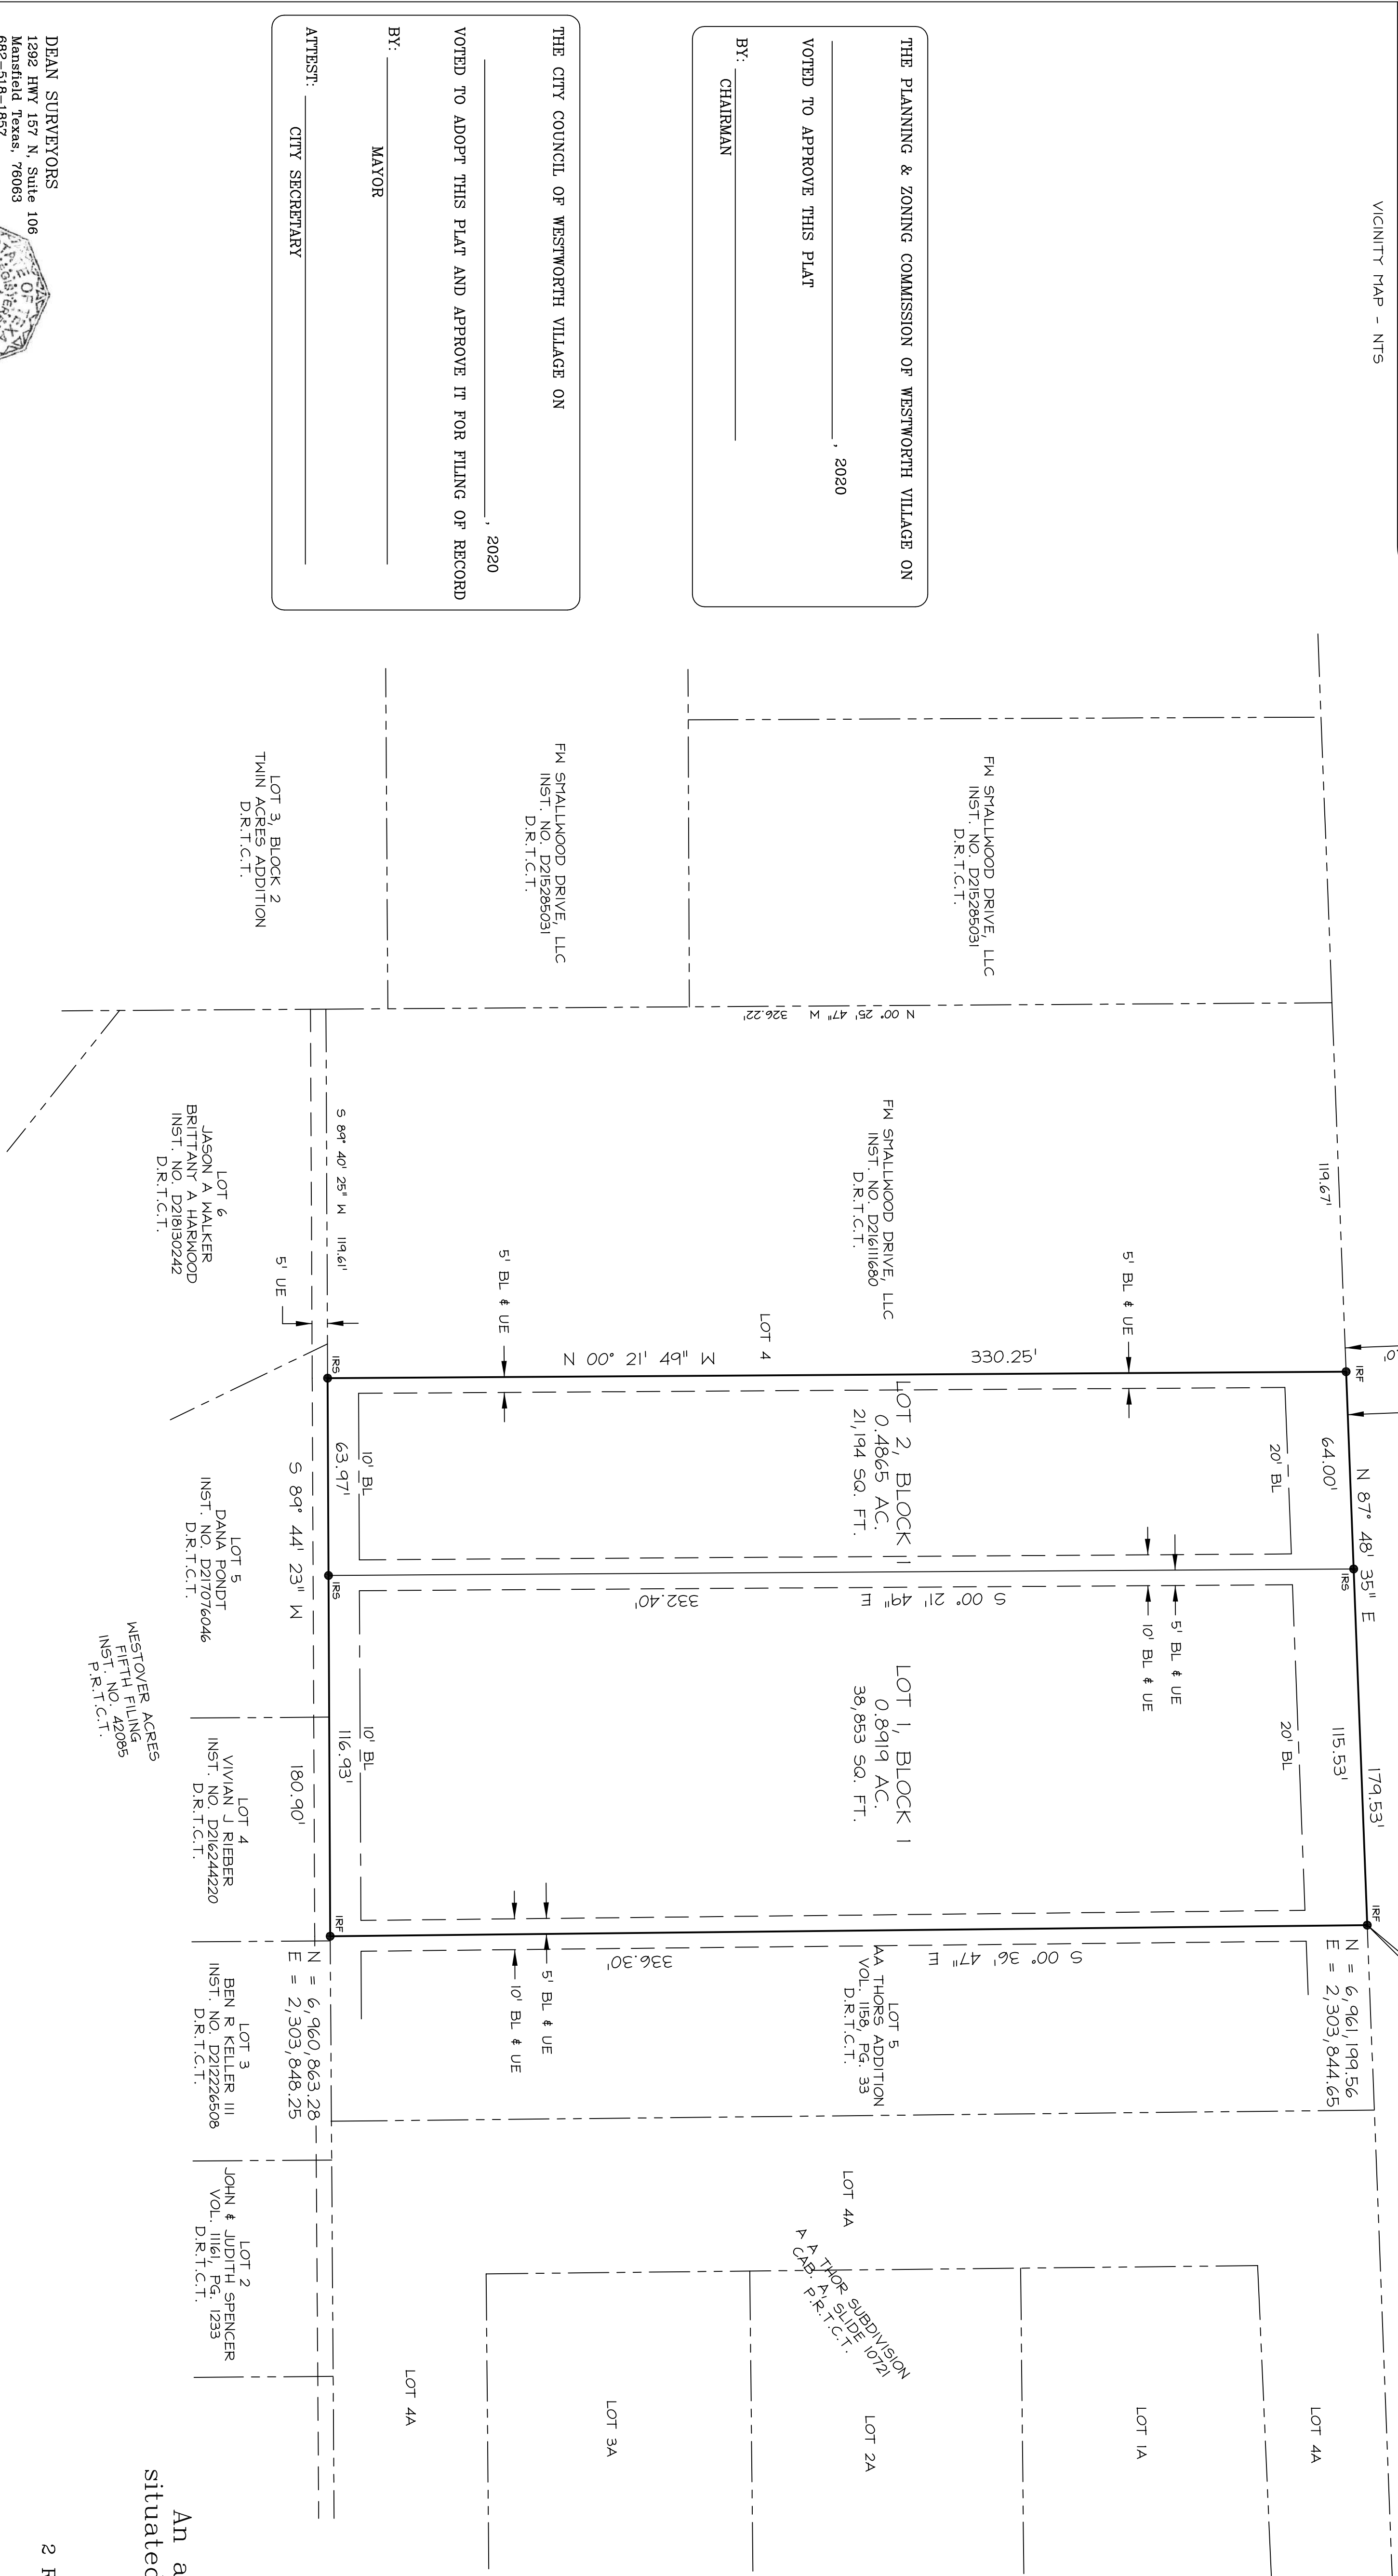 VICINITY MAP - NTS
THE PLANNING & ZONING COMMISSION OF WESTWORTH VILLAGE ON
, 2020
VOTED TO APPROVE THIS PLAT
BY:
CHAIRMAN
THE CITY COUNCIL OF WESTWORTH VILLAGE ON
, 2020
VOTED TO ADOPT THIS PLAT AND APPROVE IT FOR FILING OF RECORD
BY:
MAYOR
ATTEST:
CITY SECRETARY
DEAN SURVEYORS
1292 HWY 157 N, Suite 106
Mansfield Texas, 76063
682-518-1857
FW SMALLWOOD DRIVE, LLC
INST. NO. D215285031
D.R.T.C.T.
FW SMALLWOOD DRIVE, LLC
INST. NO. D215285031
D.R.T.C.T.
LOT 3, BLOCK 2
TWIN ACRES ADDITION
D.R.T.C.T.
N 00° 25' 47" W 326.22'
119.67'
FW SMALLWOOD DRIVE, LLC
INST. NO. D216111680
D.R.T.C.T.
LOT 4
S 89° 40' 25" W 119.61'
5' UE
LOT 6
JASON A WALKER
BRITTANY A HARWOOD
INST. NO. D218130242
D.R.T.C.T.
5' BL & UE
5' BL & UE
N 00° 21' 49" W
330.25'
IRF
IRS
64.00'
N 87° 48' 35" E
179.53'
20' BL
LOT 2, BLOCK 1
0.4865 AC.
21,194 SQ. FT.
10' BL
63.97'
S 89° 44' 23" W
180.90'
IRS
IRS
S 00° 21' 49" E
332.40'
5' BL & UE
10' BL & UE
115.53'
20' BL
LOT 1, BLOCK 1
0.8919 AC.
38,853 SQ. FT.
10' BL
116.93'
IRF
IRF
N = 6,961,199.56
E = 2,303,844.65
S 00° 36' 47" E
336.30'
LOT 5
AA THORS ADDITION
VOL. 1158, PG. 33
D.R.T.C.T.
5' BL & UE
10' BL & UE
N = 6,960,863.28
E = 2,303,848.25
LOT 5
DANA PONDT
INST. NO. D217076046
D.R.T.C.T.
WESTOVER ACRES
FIFTH FILING
INST. NO. 42085
P.R.T.C.T.
LOT 4
VIVIAN J RIEBER
INST. NO. D216244220
D.R.T.C.T.
LOT 3
BEN R KELLER III
INST. NO. D212226508
D.R.T.C.T.
LOT 2
JOHN & JUDITH SPENCER
VOL. 11161, PG. 1233
D.R.T.C.T.
LOT 4A
A A THOR SUBDIVISION
CAB. A, SLIDE 10721
P.R.T.C.T.
LOT 4A
LOT 1A
LOT 2A
LOT 3A
LOT 4A
An a
situated
2